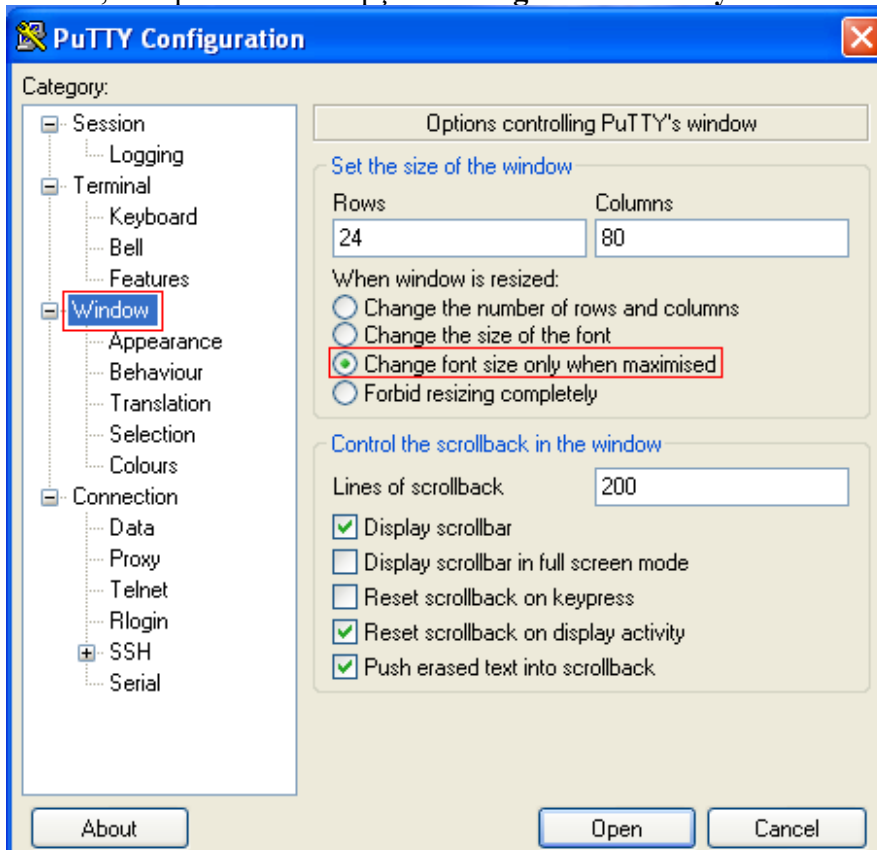 PuTTY Configuration
Category:
Session
Logging
Terminal
Keyboard
Bell
Features
Window
Appearance
Behaviour
Translation
Selection
Colours
Connection
Data
Proxy
Telnet
Rlogin
SSH
Serial
Options controlling PuTTY's window
Set the size of the window
Rows Columns
24 80
When window is resized:
Change the number of rows and columns
Change the size of the font
Change font size only when maximised
Forbid resizing completely
Control the scrollback in the window
Lines of scrollback 200
Display scrollbar
Display scrollbar in full screen mode
Reset scrollback on keypress
Reset scrollback on display activity
Push erased text into scrollback
About Open Cancel